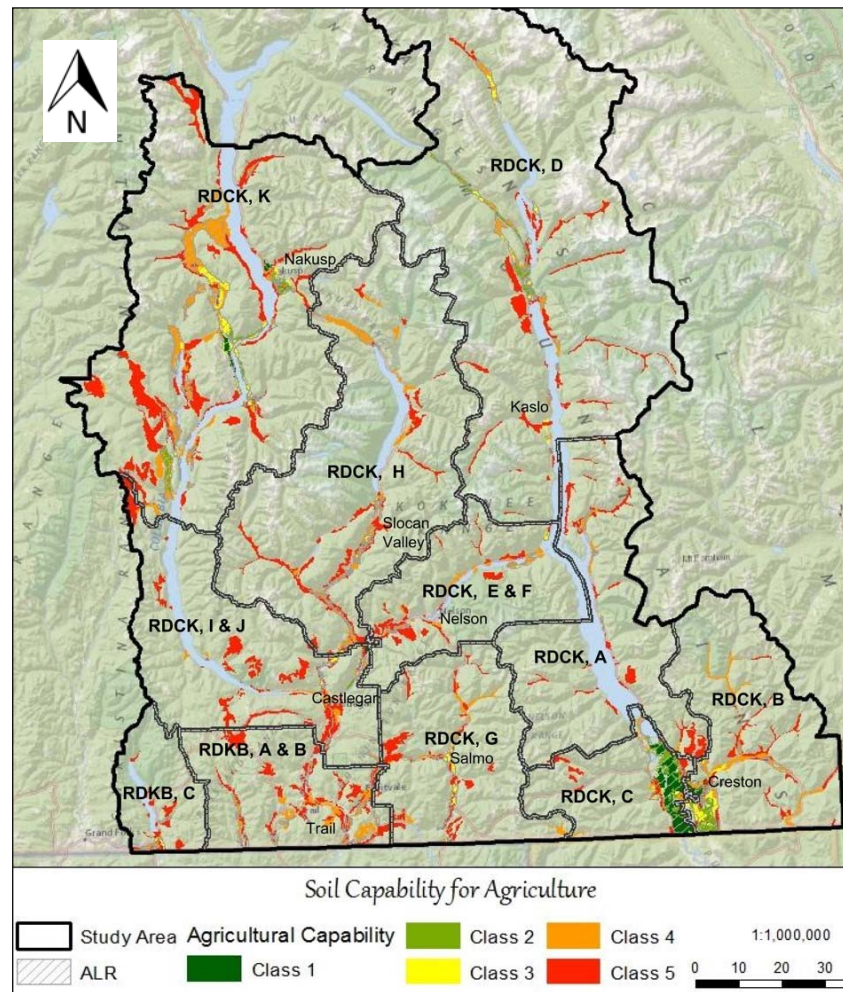 N
RDCK, D
RDCK, K
Nakusp
Kaslo
RDCK, H
Slocan
Valley
RDCK, E & F
Nelson
RDCK, I & J
RDCK, A
RDCK, B
Castlegar
RDKB, A & B
RDCK, G
Salmo
RDKB, C
RDCK, C
Creston
Trail
Soil Capability for Agriculture
Study Area Agricultural Capability Class 2 Class 4 1:1,000,000
ALR Class 1 Class 3 Class 5 0 10 20 30